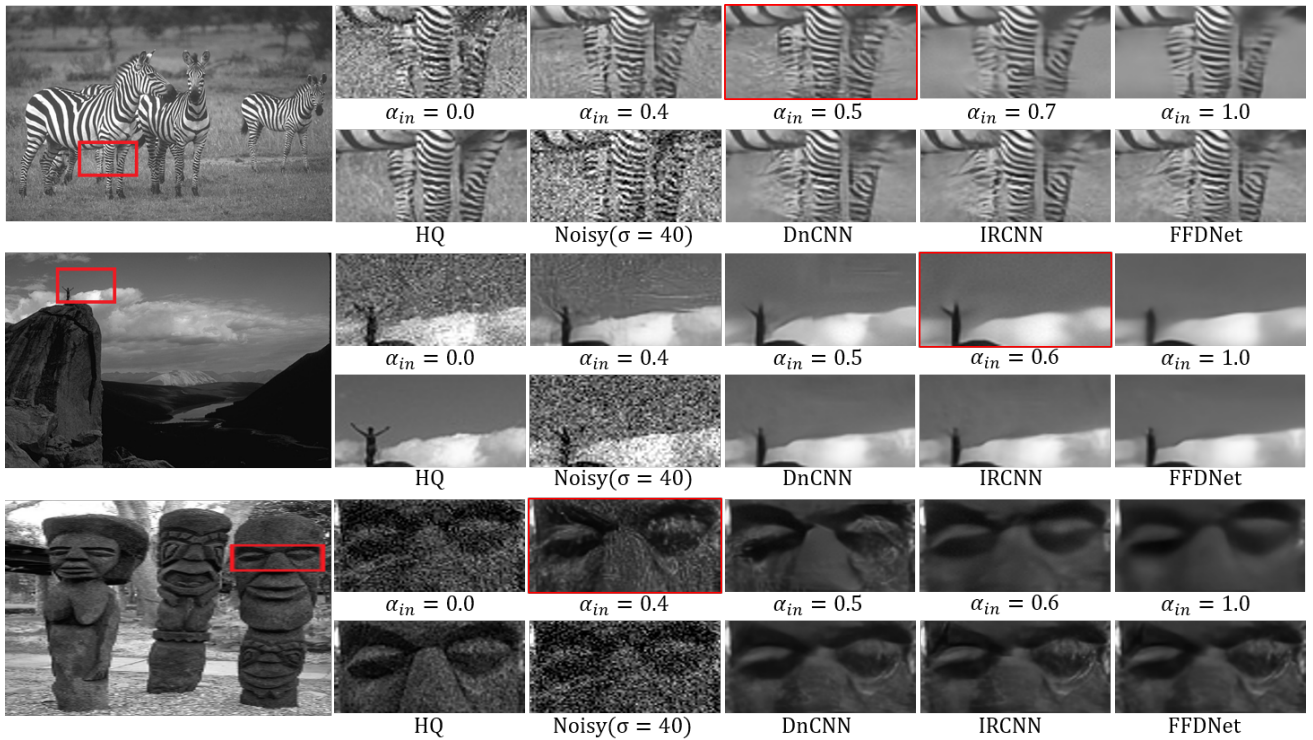 α_in = 0.0 α_in = 0.4 α_in = 0.5 α_in = 0.7 α_in = 1.0
HQ Noisy(σ = 40) DnCNN IRCNN FFDNet
α_in = 0.0 α_in = 0.4 α_in = 0.5 α_in = 0.6 α_in = 1.0
HQ Noisy(σ = 40) DnCNN IRCNN FFDNet
α_in = 0.0 α_in = 0.4 α_in = 0.5 α_in = 0.6 α_in = 1.0
HQ Noisy(σ = 40) DnCNN IRCNN FFDNet